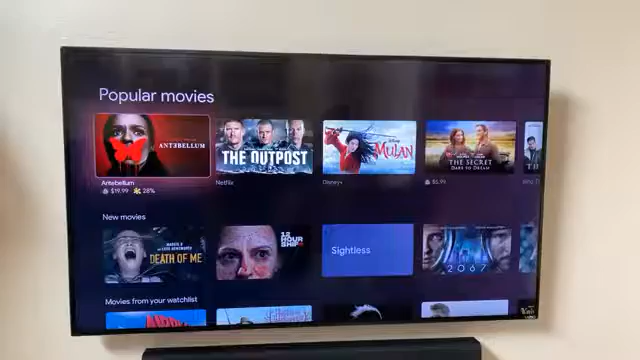 Popular movies
ANTEBELLUM
THE OUTPOST
DISNEY
MULAN
THE SECRET
DARE TO DREAM
Antebellum
$19.99 28%
Netflix
Disney+
$5.99
New movies
DEATH OF ME
12
HOUR
SHIFT
Sightless
2067
Movies from your watchlist